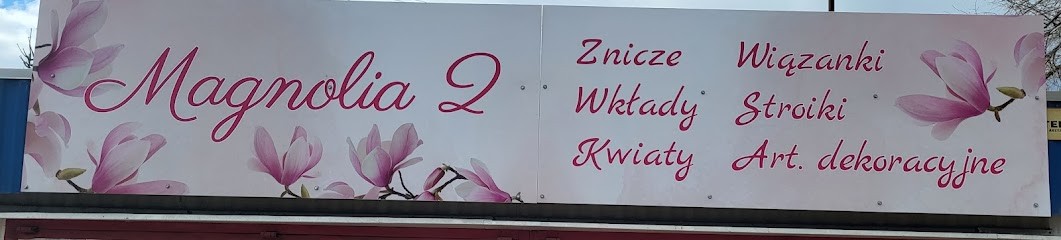 Magnolia 2
Znicze
Wkłady
Kwiaty
Wiązanki
Stroiki
Art. dekoracyjne